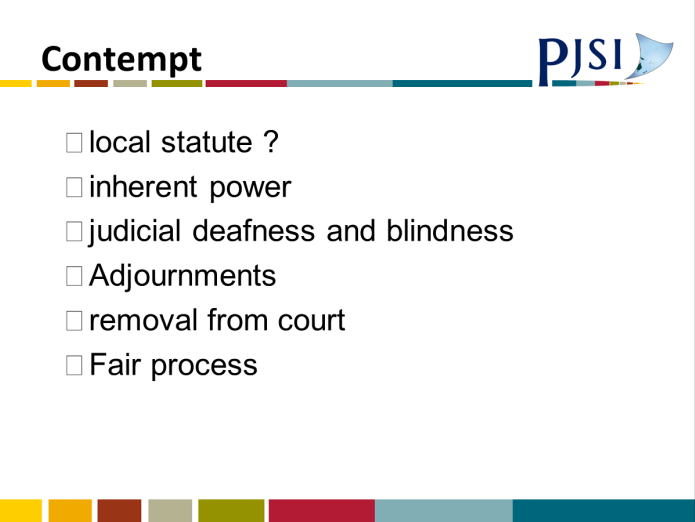 Contempt
PJSI
local statute ?
inherent power
judicial deafness and blindness
Adjournments
removal from court
Fair process